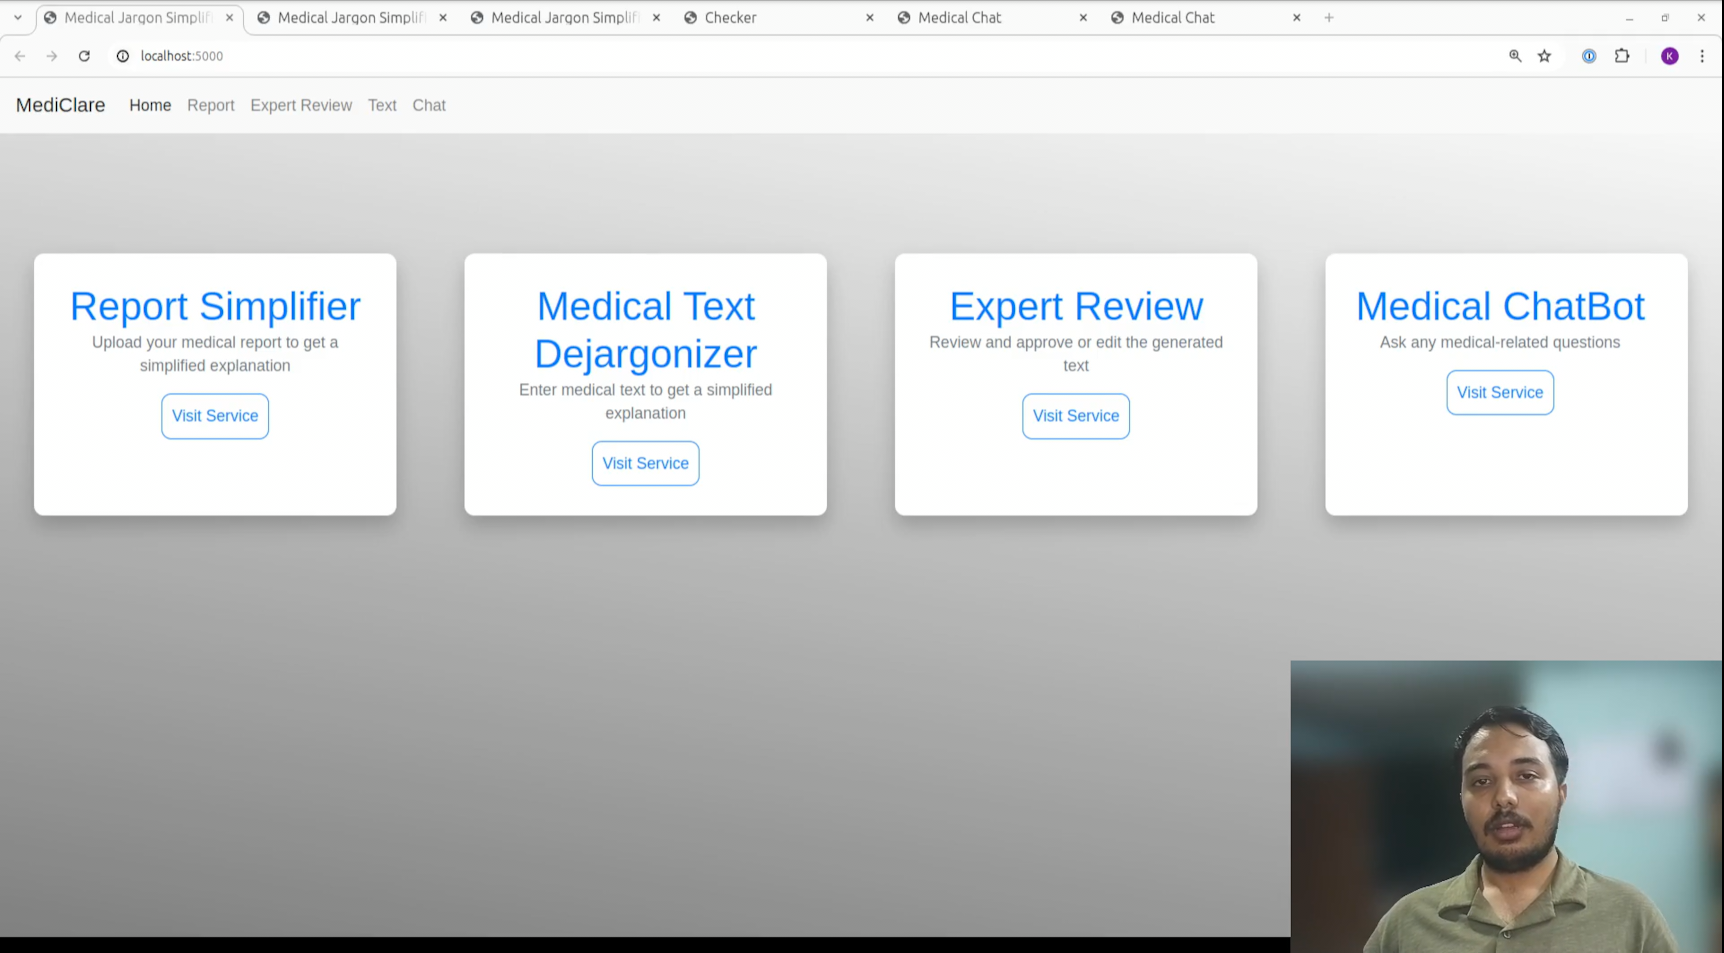 Medical Jargon Simplifi
Medical Jargon Simplifi
Medical Jargon Simplifi
Checker
Medical Chat
Medical Chat
localhost:5000
K
MediClare
Home
Report
Expert Review
Text
Chat
Report Simplifier
Upload your medical report to get a
simplified explanation
Visit Service
Medical Text
Dejargonizer
Enter medical text to get a simplified
explanation
Visit Service
Expert Review
Review and approve or edit the generated
text
Visit Service
Medical ChatBot
Ask any medical-related questions
Visit Service